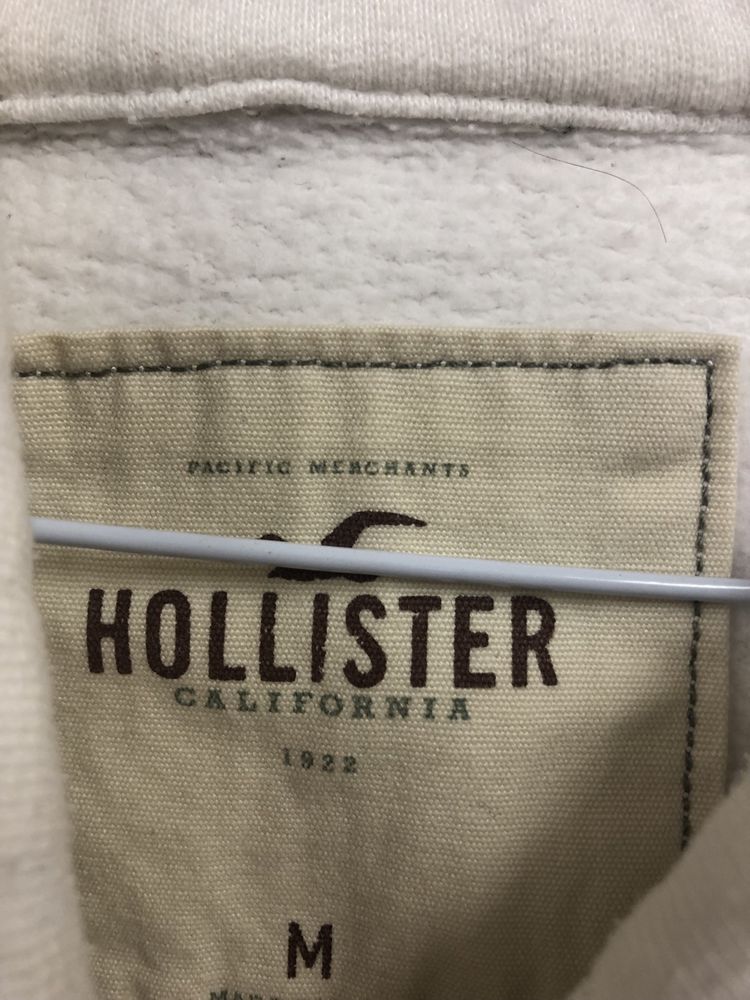 PACIFIC MERCHANTS
HOLLISTER
CALIFORNIA
1922
M